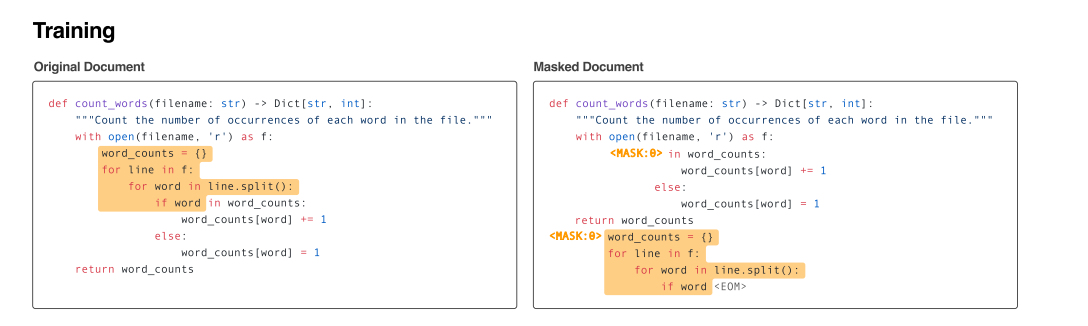 Training
Original Document
def count_words(filename: str) -> Dict[str, int]:
    """Count the number of occurrences of each word in the file."""
    with open(filename, 'r') as f:
        word_counts = {}
        for line in f:
            for word in line.split():
                if word in word_counts:
                    word_counts[word] += 1
                else:
                    word_counts[word] = 1
    return word_counts
Masked Document
def count_words(filename: str) -> Dict[str, int]:
    """Count the number of occurrences of each word in the file."""
    with open(filename, 'r') as f:
        <MASK:0> in word_counts:
                    word_counts[word] += 1
                else:
                    word_counts[word] = 1
    return word_counts
<MASK:0> word_counts = {}
        for line in f:
            for word in line.split():
                if word <EOM>